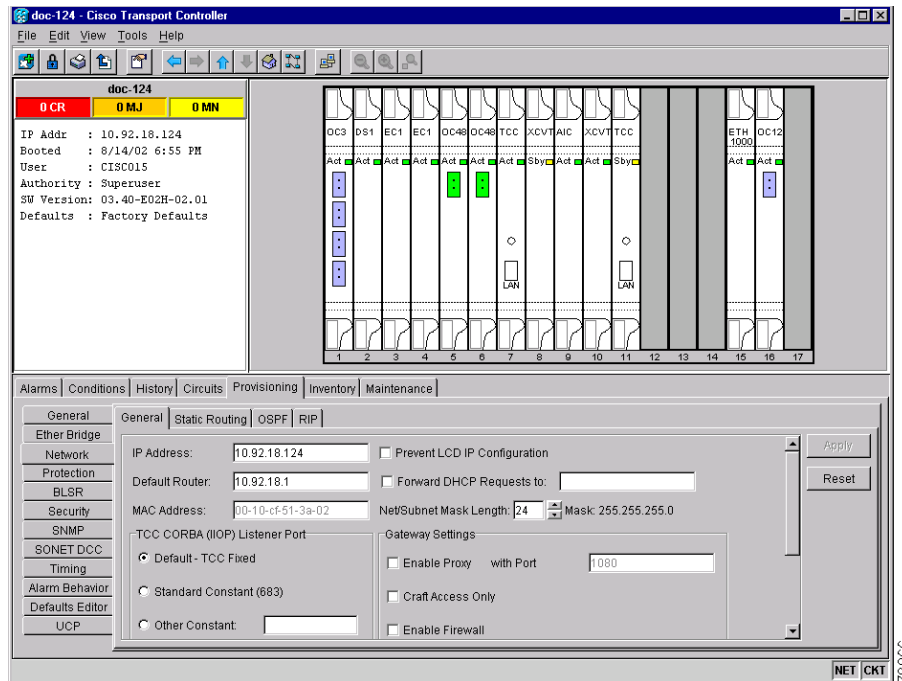 doc-124 - Cisco Transport Controller
File Edit View Tools Help
doc-124
0 CR 0 MJ 0 MN
IP Addr : 10.92.18.124
Booted : 8/14/02 6:55 PM
User : CISCO15
Authority : Superuser
SW Version: 03.40-E02H-02.01
Defaults : Factory Defaults
OC3 DS1 EC1 EC1 OC48 OC48 TCC XCVT AIC XCVT TCC ETH 1000 OC12
Act Act Act Act Act Act Act Sby Act Act Sby Act Act
LAN LAN
1 2 3 4 5 6 7 8 9 10 11 12 13 14 15 16 17
Alarms Conditions History Circuits Provisioning Inventory Maintenance
General
Ether Bridge
Network
Protection
BLSR
Security
SNMP
SONET DCC
Timing
Alarm Behavior
Defaults Editor
UCP
General Static Routing OSPF RIP
IP Address: 10.92.18.124 Prevent LCD IP Configuration
Default Router: 10.92.18.1 Forward DHCP Requests to:
MAC Address: 00-10-cf-51-3a-02 Net/Subnet Mask Length: 24 Mask: 255.255.255.0
TCC CORBA (IIOP) Listener Port
Default - TCC Fixed
Standard Constant (683)
Other Constant:
Gateway Settings
Enable Proxy with Port 1080
Craft Access Only
Enable Firewall
Apply
Reset
NET CKT